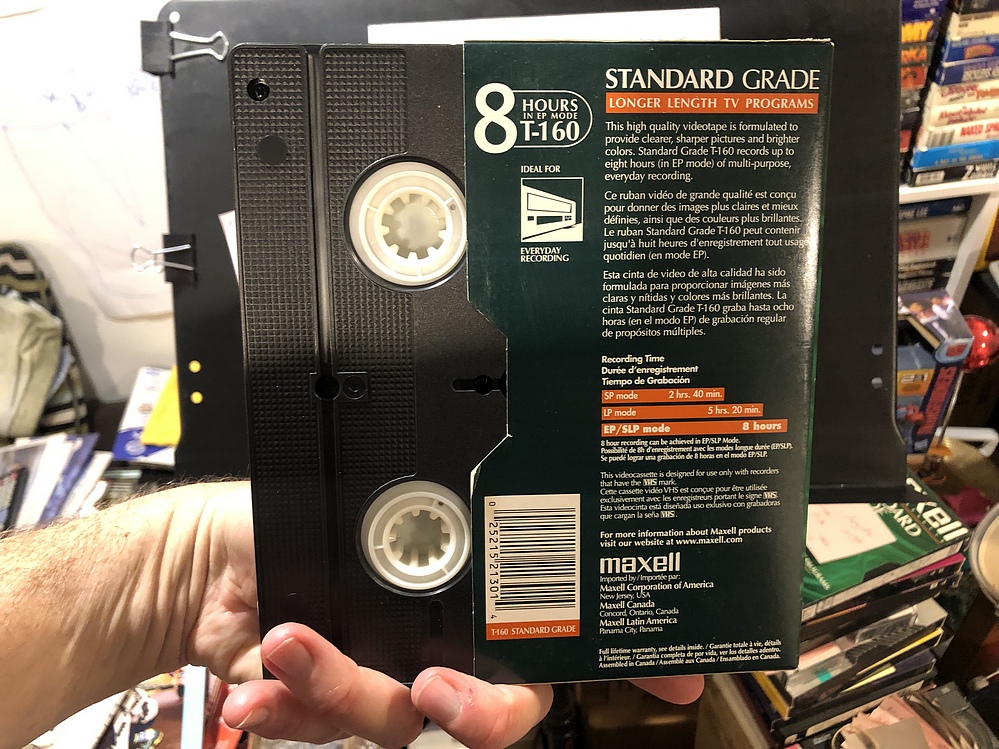 8 HOURS
IN EP MODE
T-160
IDEAL FOR
EVERYDAY
RECORDING
STANDARD GRADE
LONGER LENGTH TV PROGRAMS
This high quality videotape is formulated to
provide clearer, sharper pictures and brighter
colors. Standard Grade T-160 records up to
eight hours (in EP mode) of multi-purpose,
everyday recording.
Ce ruban vidéo de grande qualité est conçu
pour donner des images plus claires et mieux
définies, ainsi que des couleurs plus brillantes.
Le ruban Standard Grade T-160 peut contenir
jusqu'à huit heures d'enregistrement tout usage
quotidien (en mode EP).
Esta cinta de video de alta calidad ha sido
formulada para proporcionar imágenes más
claras y nítidas y colores más brillantes. La
cinta Standard Grade T-160 graba hasta ocho
horas (en el modo EP) de grabación regular
de propósitos múltiples.
Recording Time
Durée d'enregistrement
Tiempo de Grabación
SP mode 2 hrs. 40 min.
LP mode 5 hrs. 20 min.
EP/SLP mode 8 hours
8 hour recording can be achieved in EP/SLP Mode.
Possibilité de 8h d'enregistrement avec les modes longue durée (EP/SLP).
Se puede lograr una grabación de 8 horas en el modo EP/SLP.
This videocassette is designed for use only with recorders
that have the VHS mark.
Cette cassette vidéo VHS est conçue pour être utilisée
exclusivement avec les enregistreurs portant le signe VHS.
Esta videocinta está diseñada uso exlusivo con grabadoras
que cargan la seña VHS.
For more information about Maxell products
visit our website at www.maxell.com
maxell
Imported by / Importée par:
Maxell Corporation of America
New Jersey, USA
Maxell Canada
Concord, Ontario, Canada
Maxell Latin America
Panama City, Panama
Full lifetime warranty, see details inside. / Garantie totale à vie, détails
à l'intérieur. / Garantía completa de por vida, ver los detalles adentro.
Assembled in Canada / Assemblé aux Canada / Ensamblado en Canada.
0 25215 21301 4
T-160 STANDARD GRADE